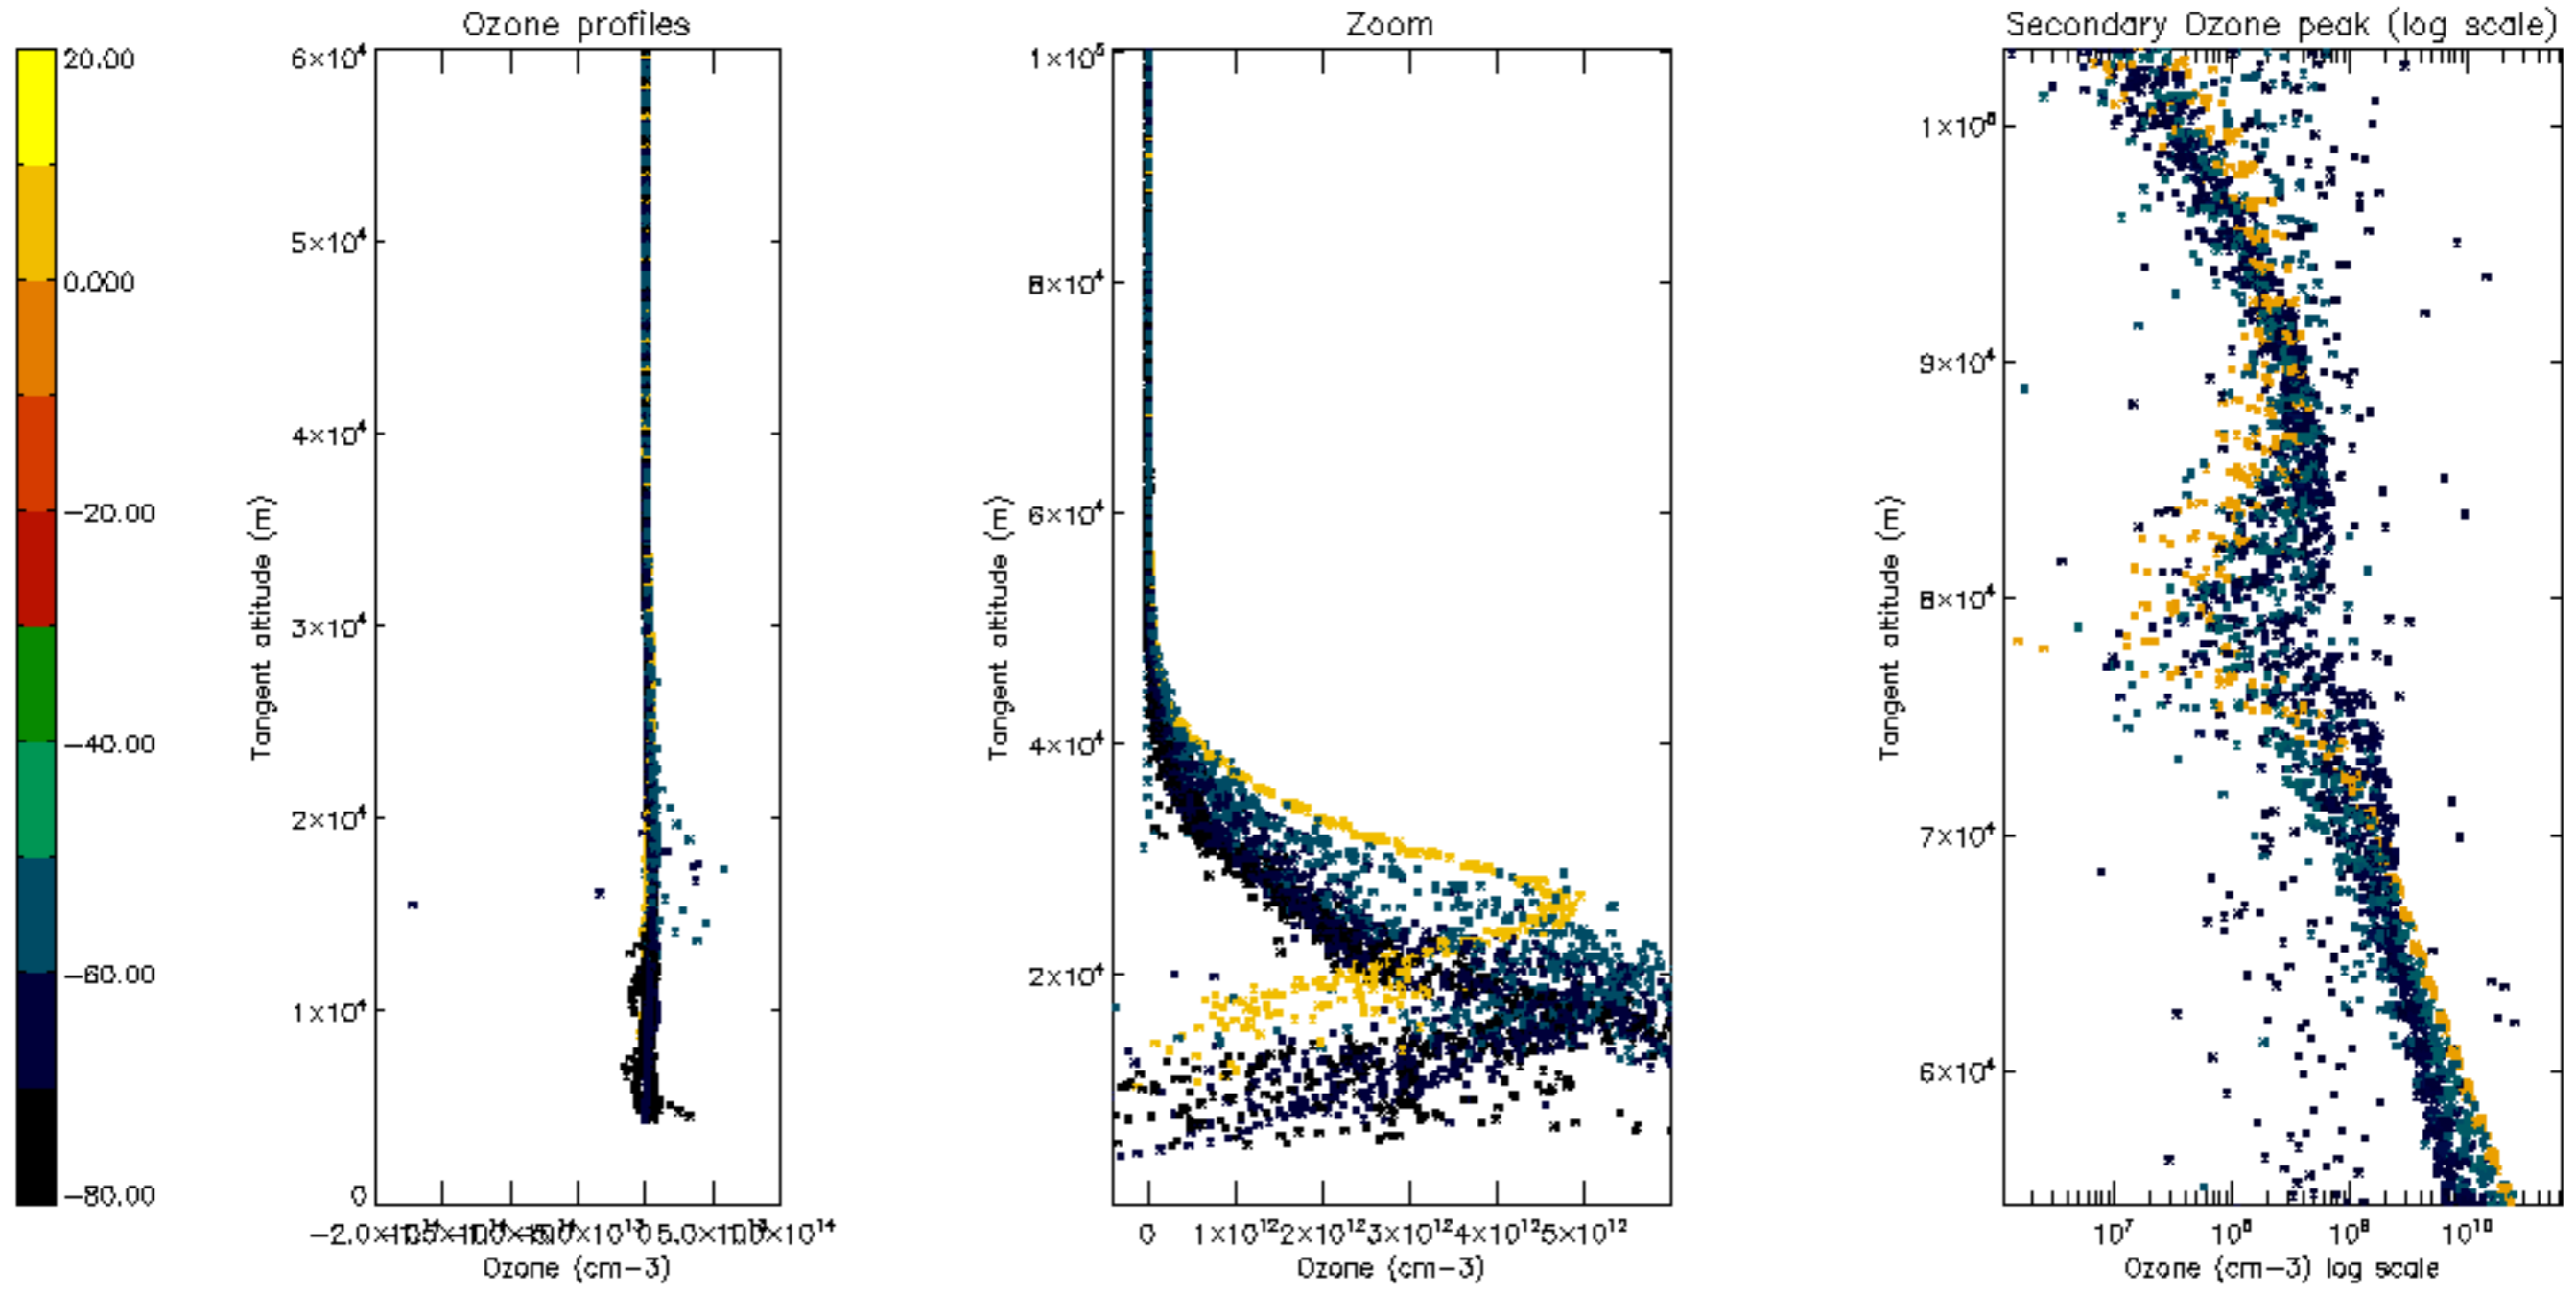 Ozone profiles
Zoom
Secondary Ozone peak (log scale)
20.00
0.000
−20.00
−40.00
−60.00
−80.00
6×10⁴
5×10⁴
4×10⁴
3×10⁴
2×10⁴
1×10⁴
0
Tangent altitude (m)
Ozone (cm−3)
1×10⁵
8×10⁴
6×10⁴
4×10⁴
2×10⁴
Tangent altitude (m)
0 1×10¹² 2×10¹² 3×10¹² 4×10¹² 5×10¹²
Ozone (cm−3)
1×10⁵
9×10⁴
8×10⁴
7×10⁴
6×10⁴
Tangent altitude (m)
10⁷ 10⁸ 10⁹ 10¹⁰
Ozone (cm−3) log scale